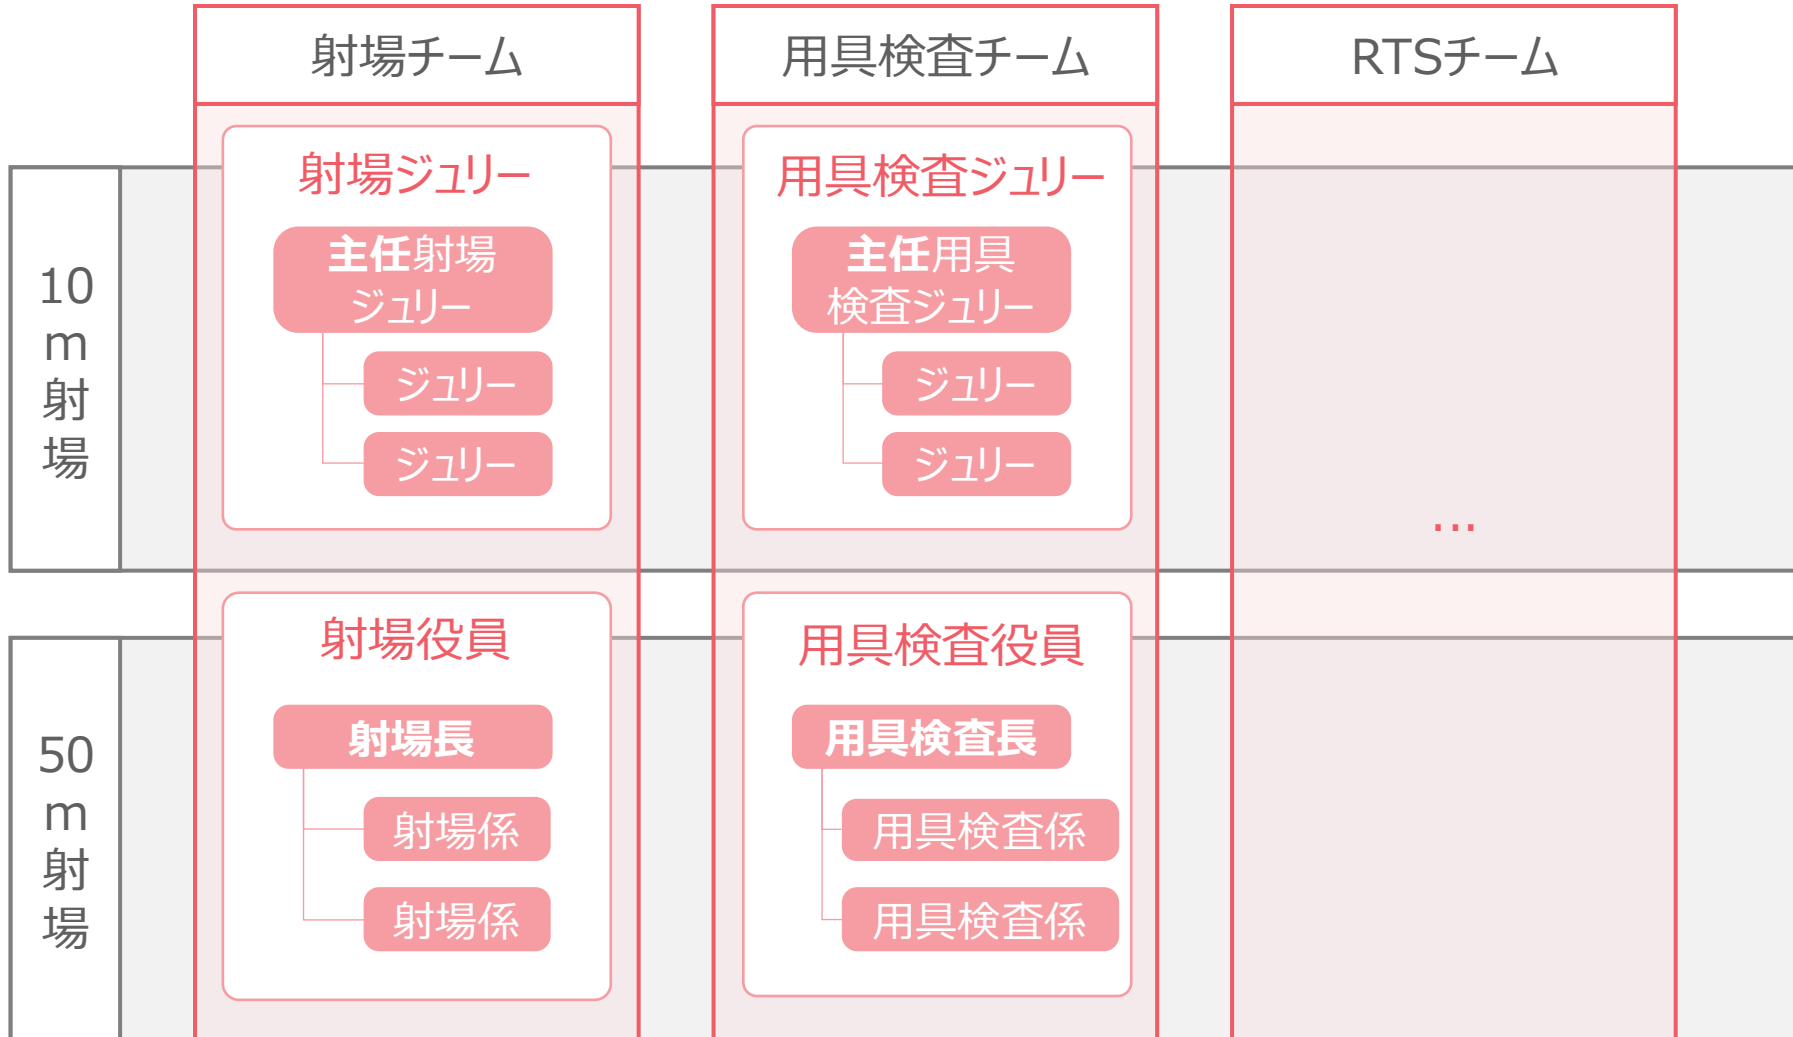 射場チーム
用具検査チーム
RTSチーム
10
m
射
場
射場ジュリー
主任射場
ジュリー
ジュリー
ジュリー
用具検査ジュリー
主任用具
検査ジュリー
ジュリー
ジュリー
...
50
m
射
場
射場役員
射場長
射場係
射場係
用具検査役員
用具検査長
用具検査係
用具検査係